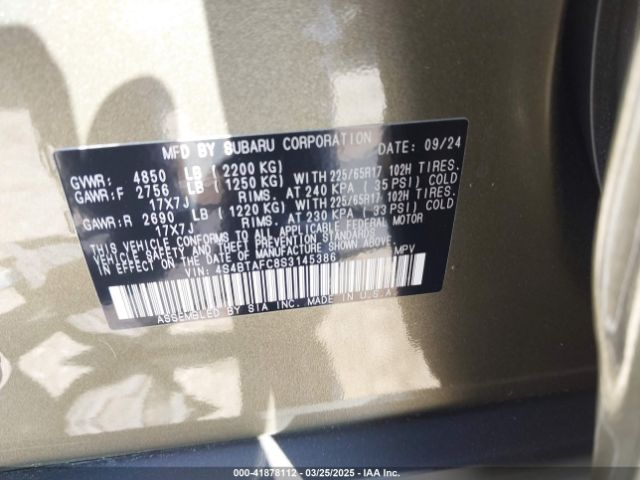 MFD BY SUBARU CORPORATION DATE: 09/24
GVWR: 4850 LB (2200 KG)
GAWR:F 2756 LB (1250 KG) WITH 225/65R17 102H TIRES.
17X7J RIMS. AT 240 KPA (35 PSI) COLD
GAWR:R 2690 LB (1220 KG) WITH 225/65R17 102H TIRES.
17X7J RIMS. AT 230 KPA (33 PSI) COLD
THIS VEHICLE CONFORMS TO ALL APPLICABLE FEDERAL MOTOR
VEHICLE SAFETY AND THEFT PREVENTION STANDARDS IN EFFECT
ON THE DATE OF MANUFACTURE SHOWN ABOVE.
VIN: 4S4BTAFC8S3145386 MPV
ASSEMBLED BY SIA INC. MADE IN U.S.A.
000-41878112 — 03/25/2025 — IAA